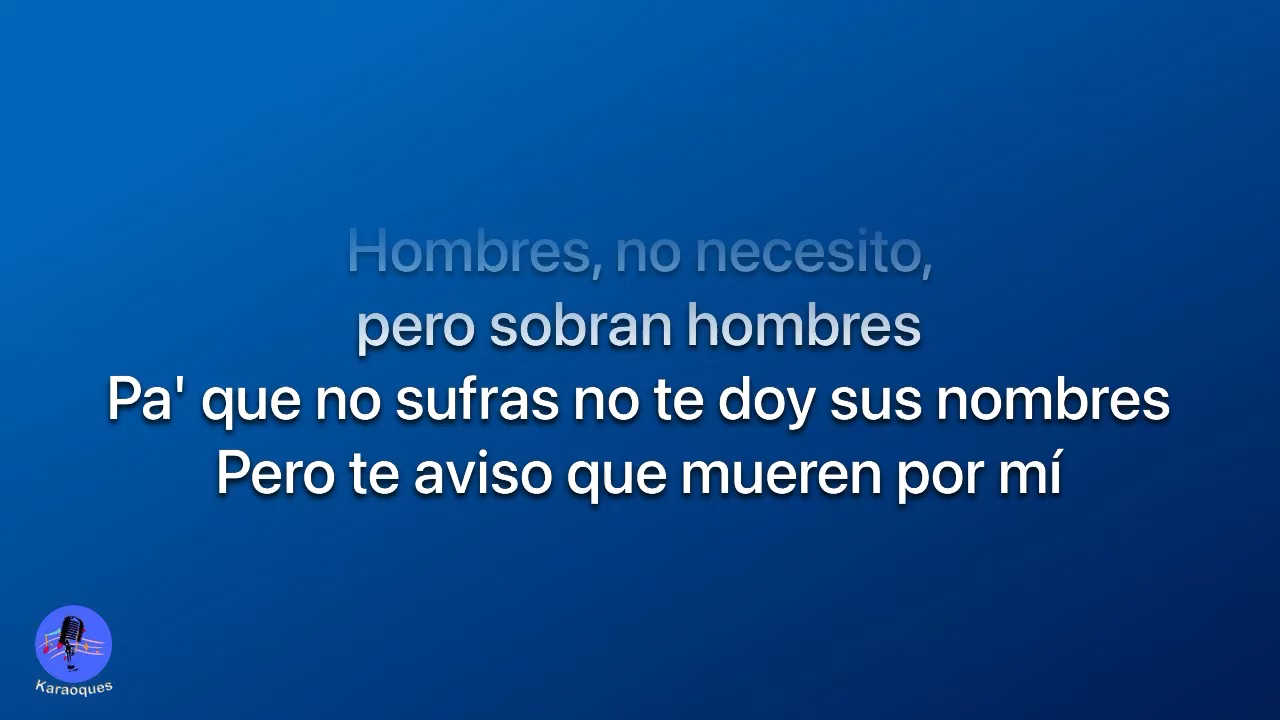 Hombres, no necesito,
pero sobran hombres
Pa' que no sufras no te doy sus nombres
Pero te aviso que mueren por mí
Karaoques